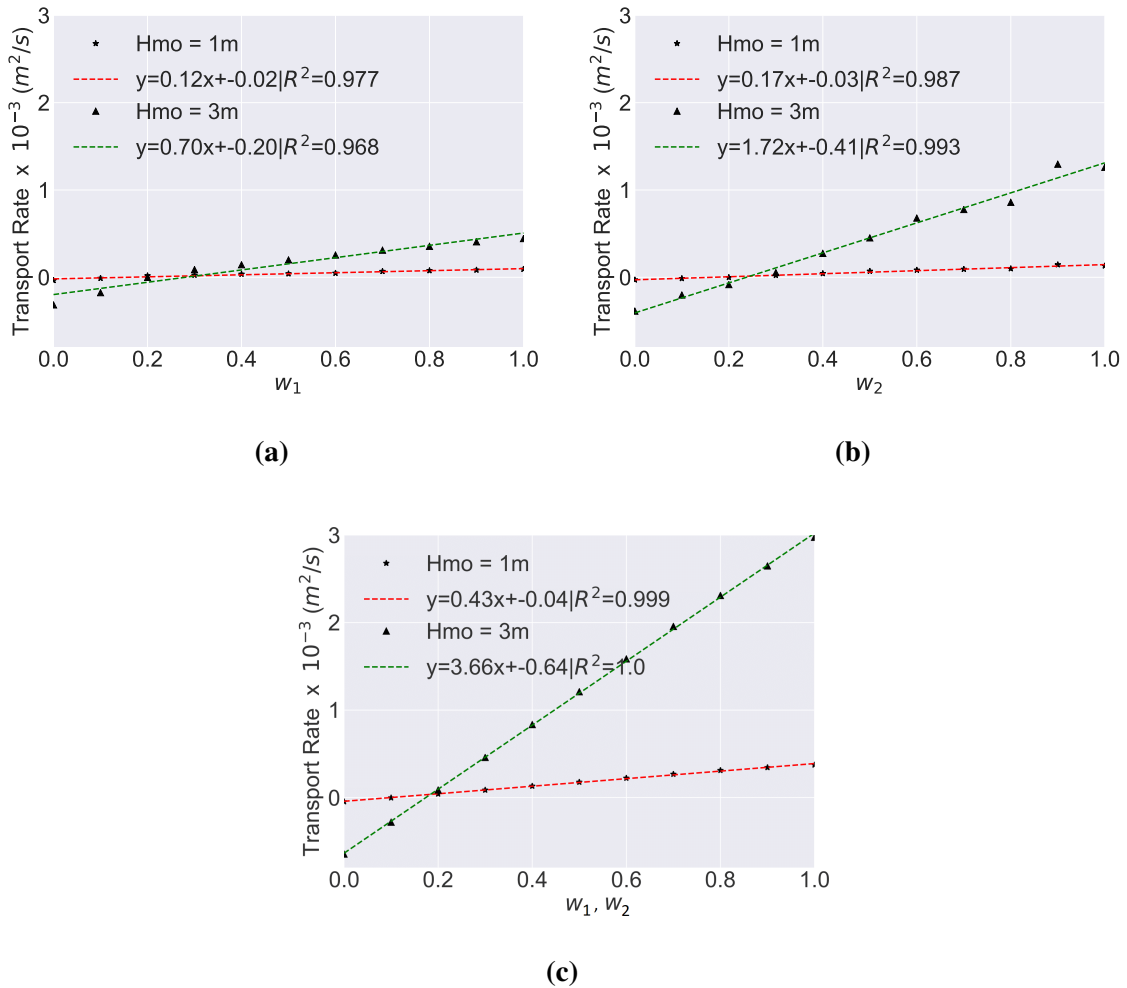 3
2
1
0
Transport Rate x 10⁻³ (m²/s)
Hmo = 1m
y=0.12x+-0.02|R²=0.977
Hmo = 3m
y=0.70x+-0.20|R²=0.968
0.0 0.2 0.4 0.6 0.8 1.0
w₁
(a)
3
2
1
0
Transport Rate x 10⁻³ (m²/s)
Hmo = 1m
y=0.17x+-0.03|R²=0.987
Hmo = 3m
y=1.72x+-0.41|R²=0.993
0.0 0.2 0.4 0.6 0.8 1.0
w₂
(b)
3
2
1
0
Transport Rate x 10⁻³ (m²/s)
Hmo = 1m
y=0.43x+-0.04|R²=0.999
Hmo = 3m
y=3.66x+-0.64|R²=1.0
0.0 0.2 0.4 0.6 0.8 1.0
w₁, w₂
(c)